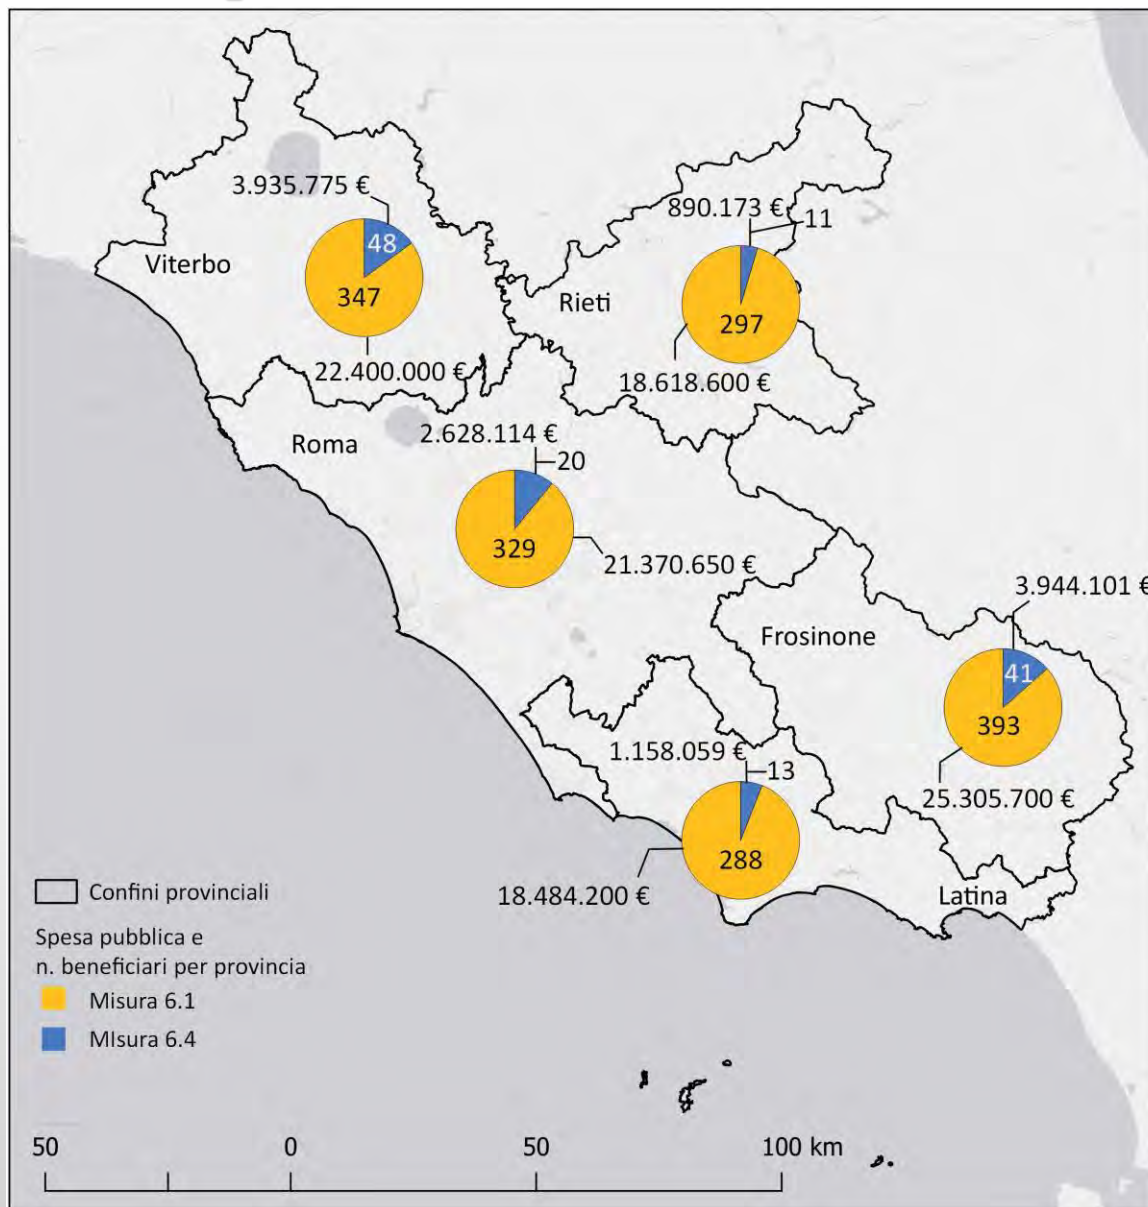 3.935.775 €
48
Viterbo
347
22.400.000 €
890.173 €
11
Rieti
297
18.618.600 €
Roma
2.628.114 €
20
329
21.370.650 €
3.944.101 €
Frosinone
41
393
25.305.700 €
1.158.059 €
13
288
18.484.200 €
Latina
Confini provinciali
Spesa pubblica e
n. beneficiari per provincia
Misura 6.1
MIsura 6.4
50 0 50 100 km